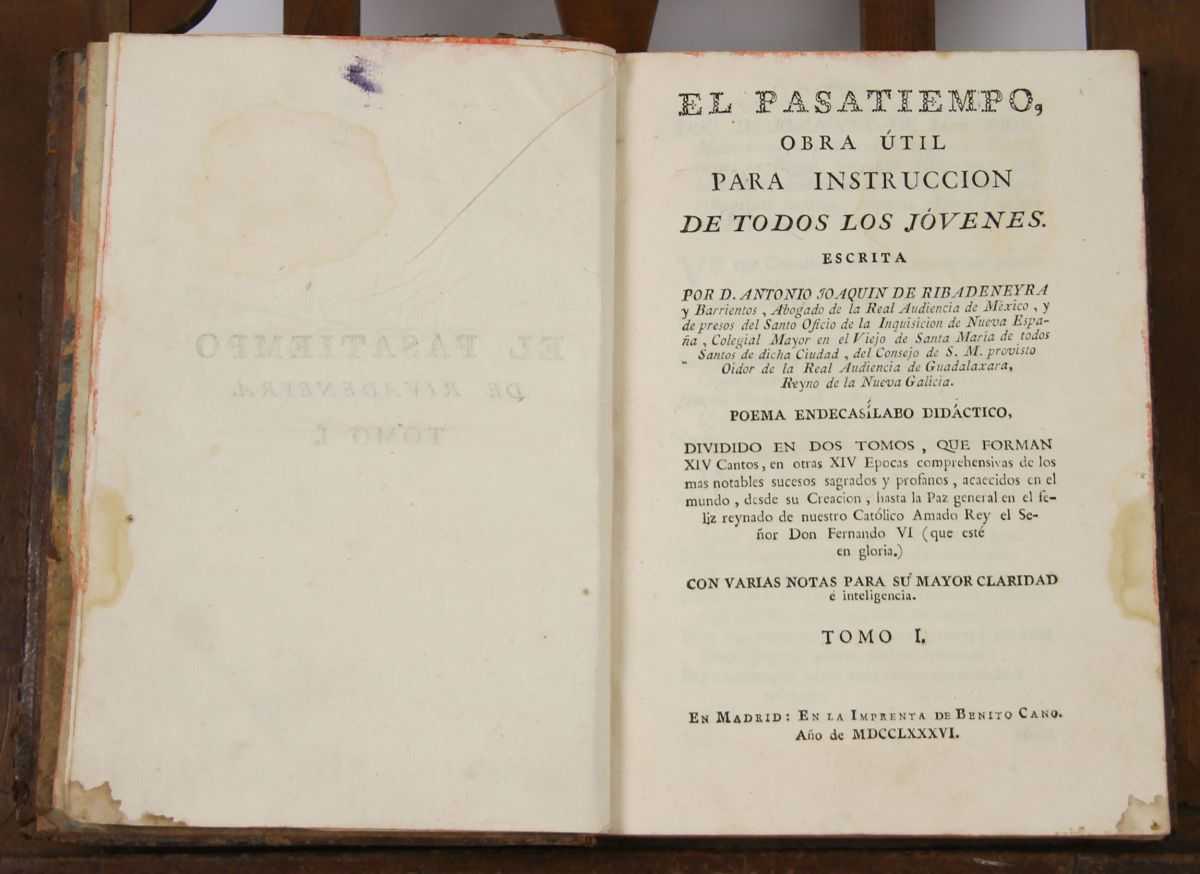 EL PASATIEMPO
DE RIVADENEYRA.
TOMO I.
EL PASATIEMPO,
OBRA ÚTIL
PARA INSTRUCCION
DE TODOS LOS JÓVENES.
ESCRITA
POR D. ANTONIO JOAQUIN DE RIBADENEYRA
y Barrientos, Abogado de la Real Audiencia de México, y
de presos del Santo Oficio de la Inquisicion de Nueva Espa-
ña, Colegial Mayor en el Viejo de Santa Maria de todos
Santos de dicha Ciudad, del Consejo de S. M. provisto
Oidor de la Real Audiencia de Guadalaxara,
Reyno de la Nueva Galicia.
POEMA ENDECASÍLABO DIDÁCTICO,
DIVIDIDO EN DOS TOMOS, QUE FORMAN
XIV Cantos, en otras XIV Epocas comprehensivas de los
mas notables sucesos sagrados y profanos, acaecidos en el
mundo, desde su Creacion, hasta la Paz general en el fe-
liz reynado de nuestro Católico Amado Rey el Se-
ñor Don Fernando VI (que esté
en gloria.)
CON VARIAS NOTAS PARA SU MAYOR CLARIDAD
é inteligencia.
TOMO I.
EN MADRID: EN LA IMPRENTA DE BENITO CANO.
Año de MDCCLXXXVI.